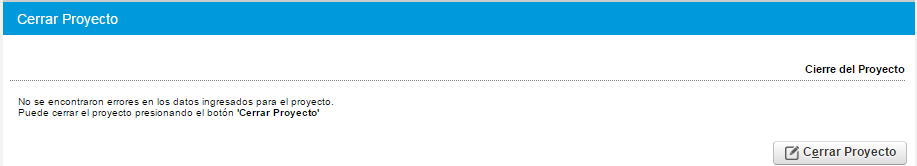 Cerrar Proyecto
Cierre del Proyecto
No se encontraron errores en los datos ingresados para el proyecto.
Puede cerrar el proyecto presionando el botón 'Cerrar Proyecto'
Cerrar Proyecto